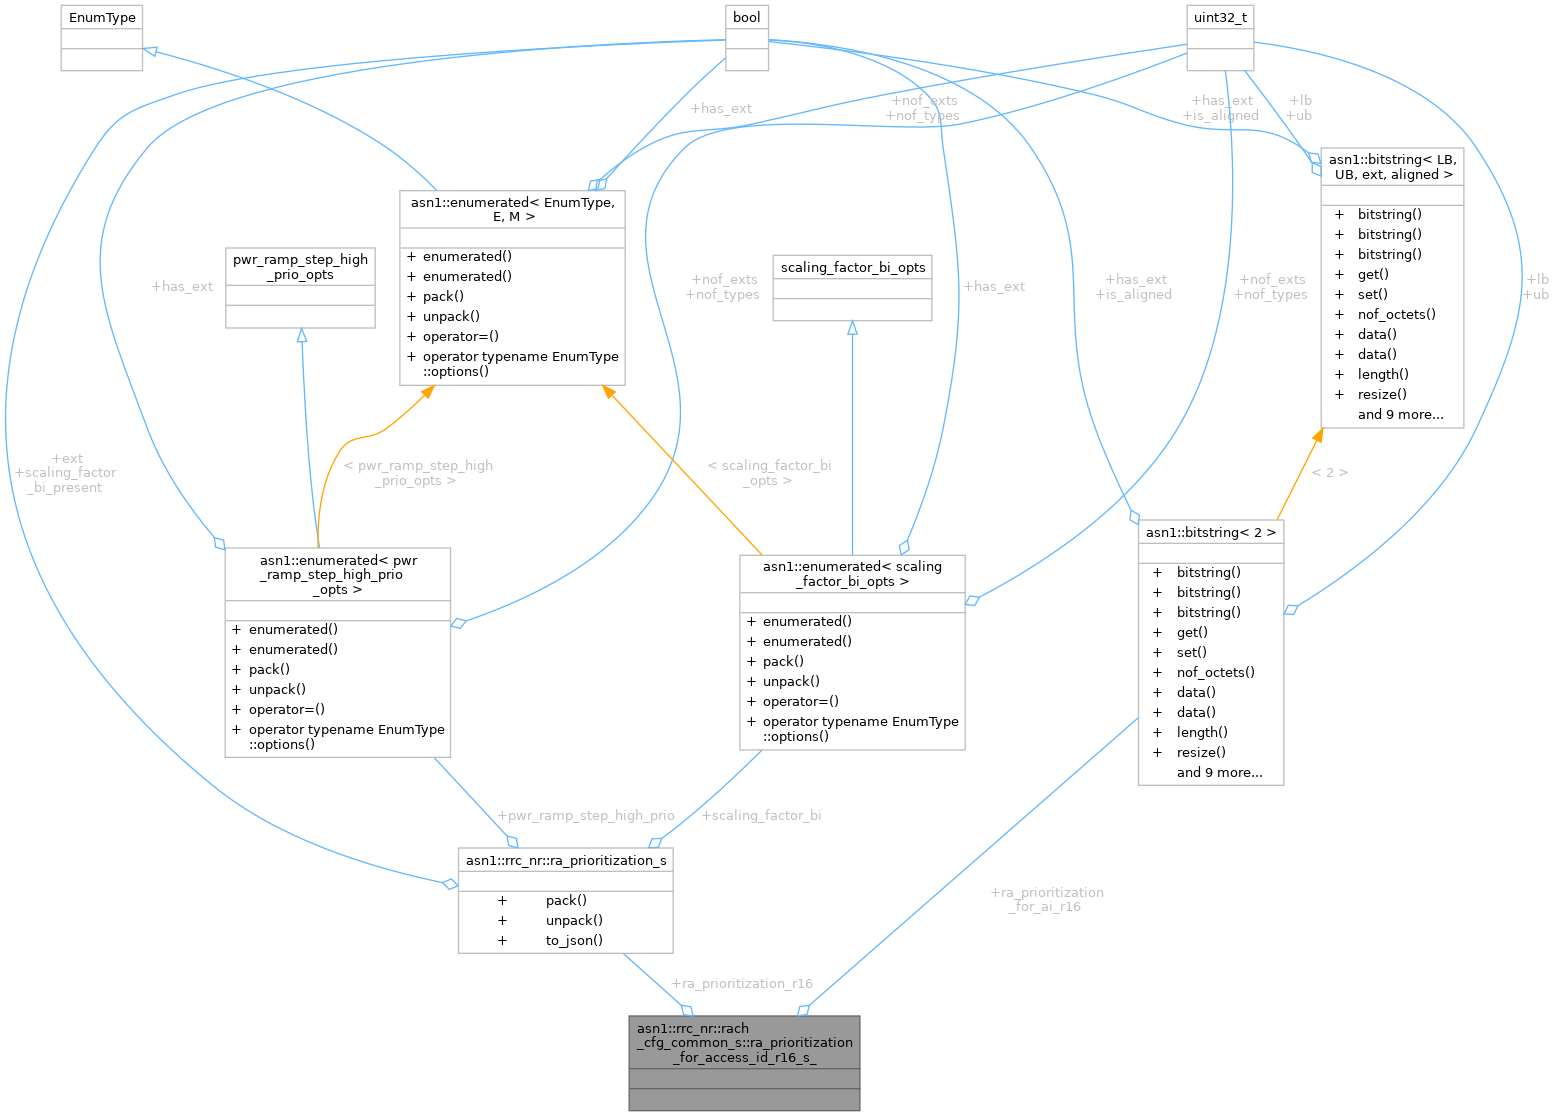 EnumType
bool
uint32_t
+has_ext
+nof_exts
+nof_types
+has_ext
+is_aligned
+lb
+ub
asn1::bitstring< LB,
UB, ext, aligned >
+ bitstring()
+ bitstring()
+ bitstring()
+ get()
+ set()
+ nof_octets()
+ data()
+ data()
+ length()
+ resize()
and 9 more...
asn1::enumerated< EnumType,
E, M >
+ enumerated()
+ enumerated()
+ pack()
+ unpack()
+ operator=()
+ operator typename EnumType
::options()
pwr_ramp_step_high
_prio_opts
scaling_factor_bi_opts
+has_ext
+nof_exts
+nof_types
+has_ext
+has_ext
+is_aligned
+nof_exts
+nof_types
+lb
+ub
+ext
+scaling_factor
_bi_present
< pwr_ramp_step_high
_prio_opts >
< scaling_factor_bi
_opts >
< 2 >
asn1::enumerated< pwr
_ramp_step_high_prio
_opts >
+ enumerated()
+ enumerated()
+ pack()
+ unpack()
+ operator=()
+ operator typename EnumType
::options()
asn1::enumerated< scaling
_factor_bi_opts >
+ enumerated()
+ enumerated()
+ pack()
+ unpack()
+ operator=()
+ operator typename EnumType
::options()
asn1::bitstring< 2 >
+ bitstring()
+ bitstring()
+ bitstring()
+ get()
+ set()
+ nof_octets()
+ data()
+ data()
+ length()
+ resize()
and 9 more...
+pwr_ramp_step_high_prio
+scaling_factor_bi
asn1::rrc_nr::ra_prioritization_s
+ pack()
+ unpack()
+ to_json()
+ra_prioritization
_for_ai_r16
+ra_prioritization_r16
asn1::rrc_nr::rach
_cfg_common_s::ra_prioritization
_for_access_id_r16_s_